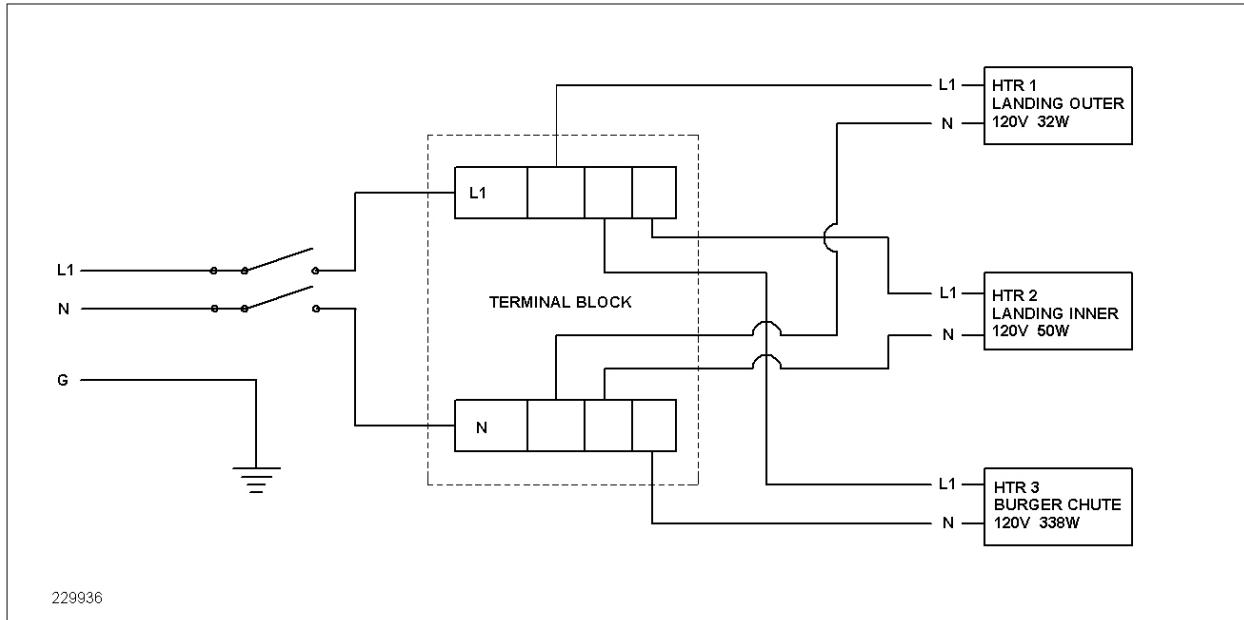 L1
HTR 1
LANDING OUTER
120V 32W
N
L1
L1
N
TERMINAL BLOCK
L1
HTR 2
LANDING INNER
120V 50W
N
G
N
L1
HTR 3
BURGER CHUTE
120V 338W
N
229936